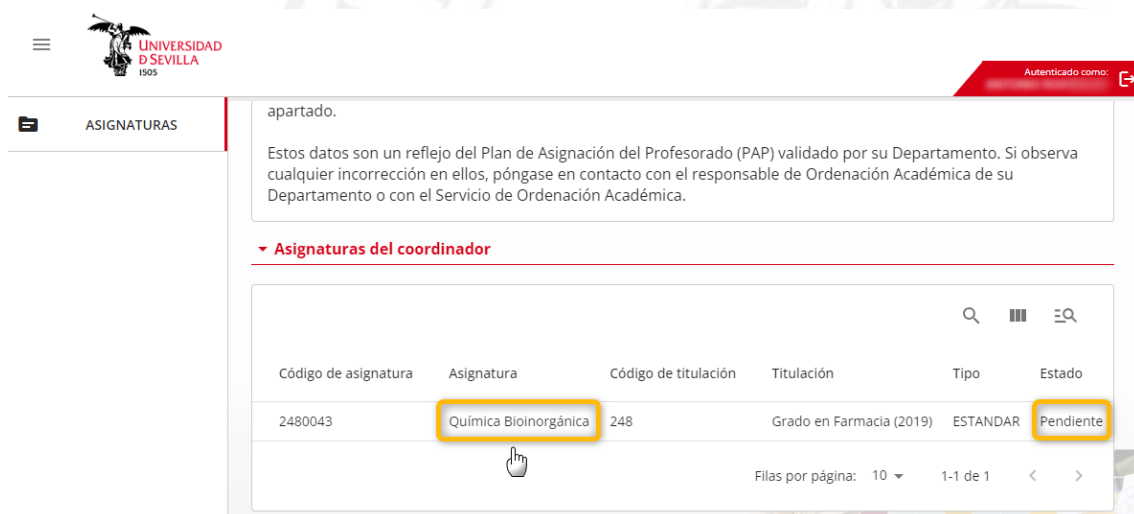 UNIVERSIDAD
D SEVILLA
1505
Autenticado como:
ASIGNATURAS
apartado.
Estos datos son un reflejo del Plan de Asignación del Profesorado (PAP) validado por su Departamento. Si observa
cualquier incorrección en ellos, póngase en contacto con el responsable de Ordenación Académica de su
Departamento o con el Servicio de Ordenación Académica.
Asignaturas del coordinador
Código de asignatura Asignatura Código de titulación Titulación Tipo Estado
2480043 Química Bioinorgánica 248 Grado en Farmacia (2019) ESTANDAR Pendiente
Filas por página: 10 1-1 de 1